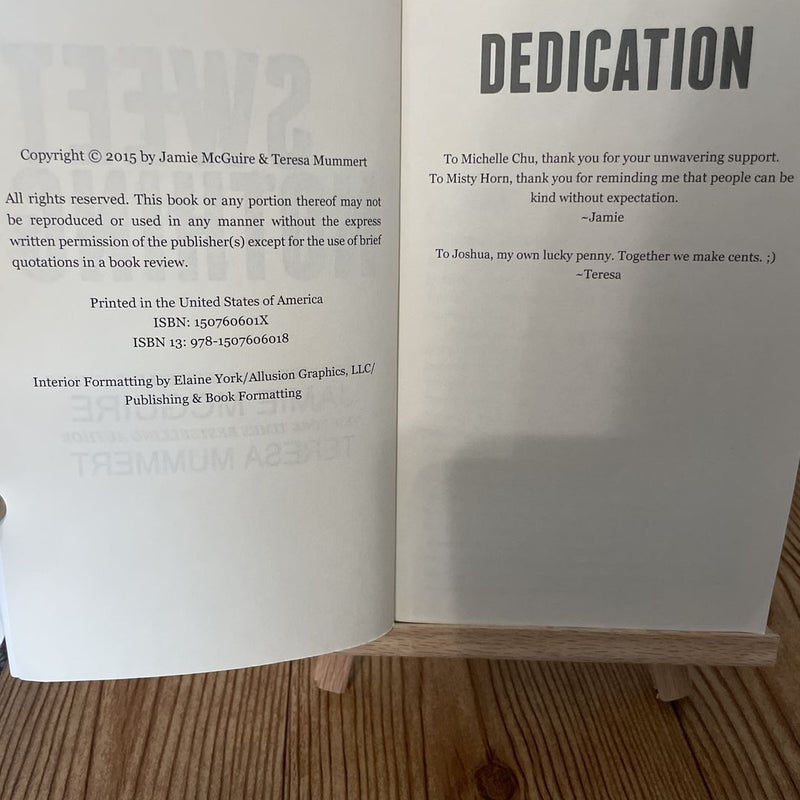 Copyright © 2015 by Jamie McGuire & Teresa Mummert
All rights reserved. This book or any portion thereof may not
be reproduced or used in any manner without the express
written permission of the publisher(s) except for the use of brief
quotations in a book review.
Printed in the United States of America
ISBN: 150760601X
ISBN 13: 978-1507606018
Interior Formatting by Elaine York/Allusion Graphics, LLC/
Publishing & Book Formatting
DEDICATION
To Michelle Chu, thank you for your unwavering support.
To Misty Horn, thank you for reminding me that people can be
kind without expectation.
~Jamie
To Joshua, my own lucky penny. Together we make cents. ;)
~Teresa